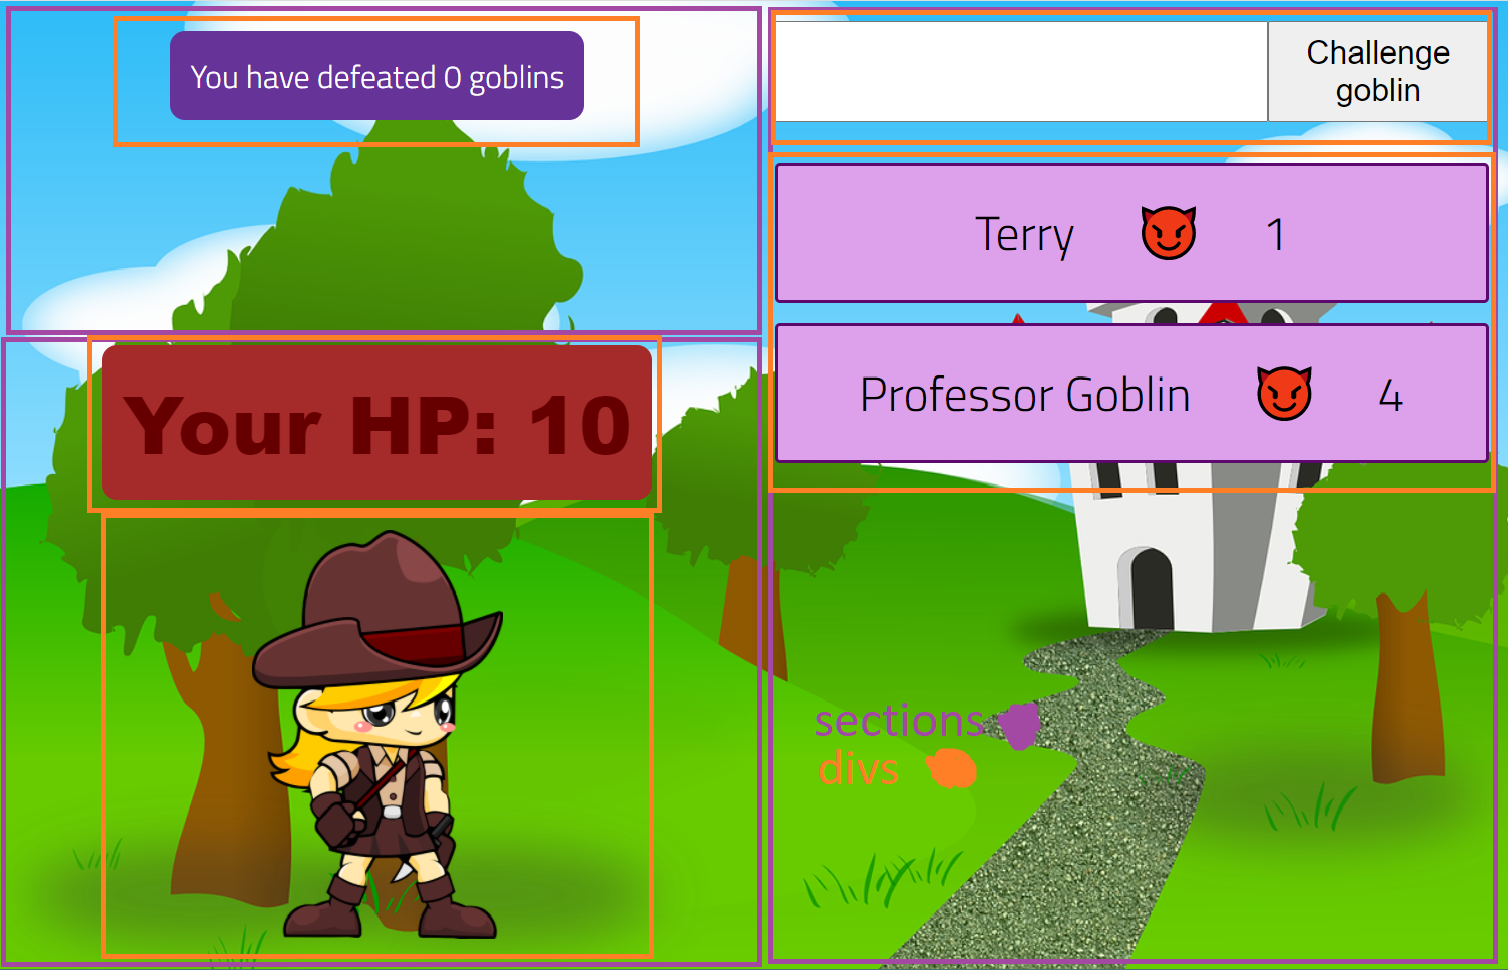 You have defeated 0 goblins
Challenge
goblin
Terry 1
Professor Goblin 4
Your HP: 10
sections
divs